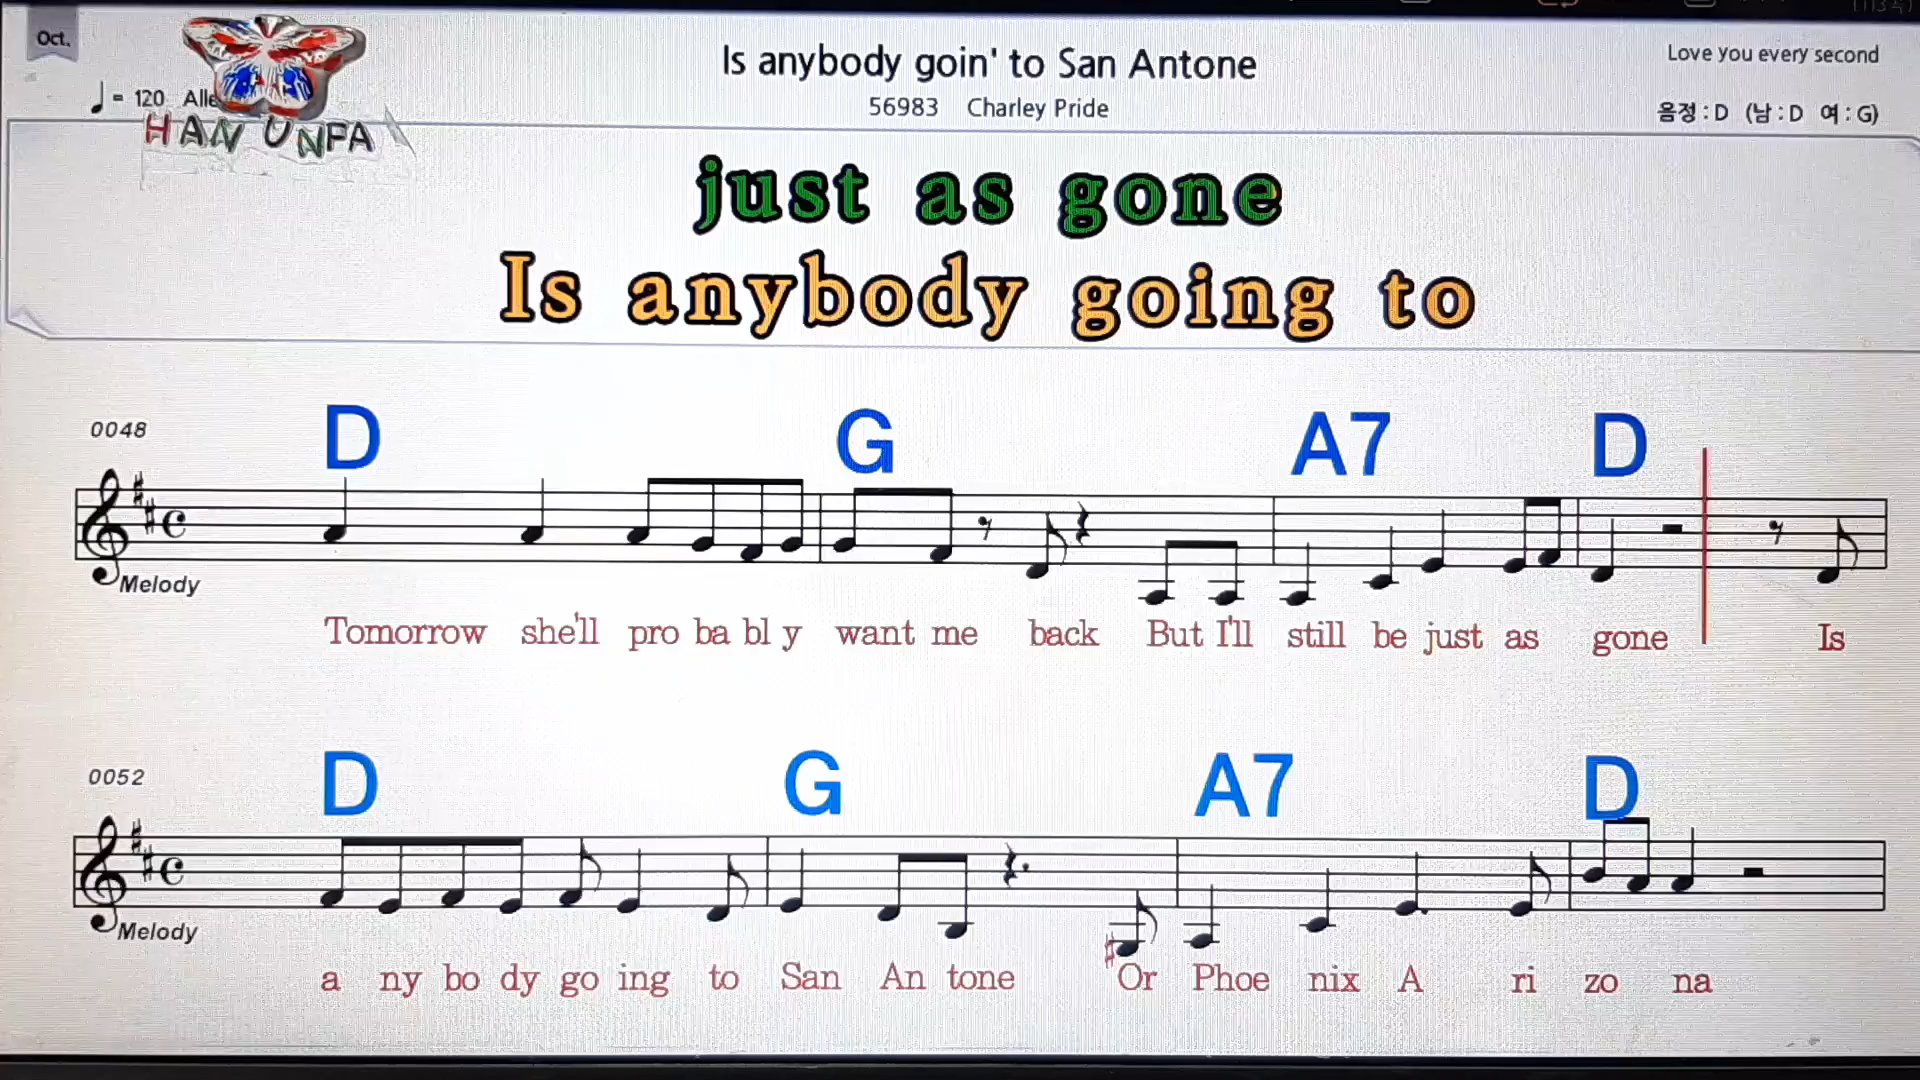 Oct.
Is anybody goin' to San Antone
Love you every second
= 120 Alle
56983 Charley Pride
음정 : D (남 : D 여 : G)
HAN UNPA
just as gone
Is anybody going to
0048
D G A7 D
Melody
Tomorrow she'll pro ba bl y want me back But I'll still be just as gone Is
0052
D G A7 D
Melody
a ny bo dy go ing to San An tone Or Phoe nix A ri zo na